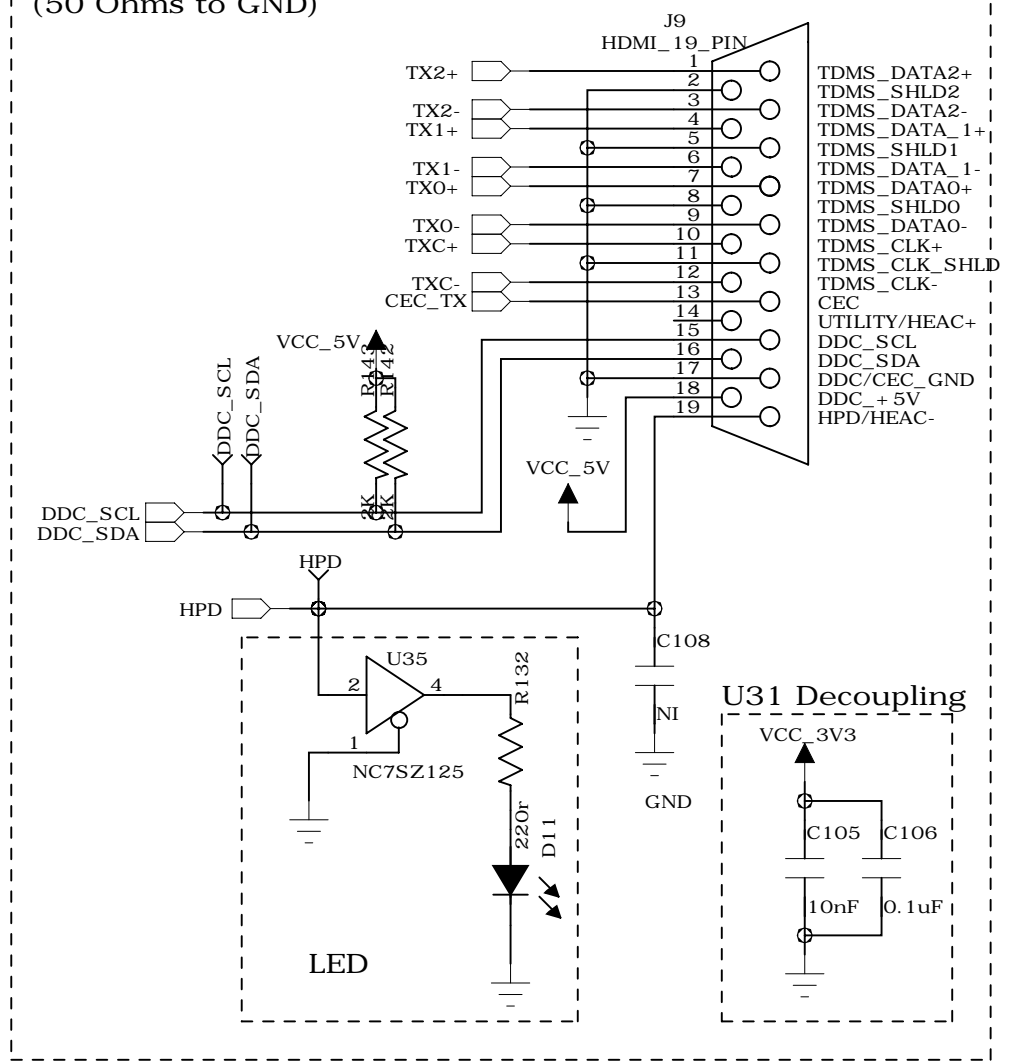 (50 Ohms to GND)
J9
HDMI_19_PIN
TX2+ 1 TDMS_DATA2+
2 TDMS_SHLD2
TX2- 3 TDMS_DATA2-
TX1+ 4 TDMS_DATA_1+
5 TDMS_SHLD1
TX1- 6 TDMS_DATA_1-
TX0+ 7 TDMS_DATA0+
8 TDMS_SHLD0
TX0- 9 TDMS_DATA0-
TXC+ 10 TDMS_CLK+
11 TDMS_CLK_SHLD
TXC- 12 TDMS_CLK-
CEC_TX 13 CEC
14 UTILITY/HEAC+
15 DDC_SCL
16 DDC_SDA
17 DDC/CEC_GND
18 DDC_+5V
19 HPD/HEAC-
VCC_5V
R143
R142
DDC_SCL
DDC_SDA
2K
2K
VCC_5V
DDC_SCL
DDC_SDA
HPD
HPD
U35
2
4
1
NC7SZ125
R132
220r
D11
LED
C108
NI
GND
U31 Decoupling
VCC_3V3
C105
C106
10nF
0.1uF